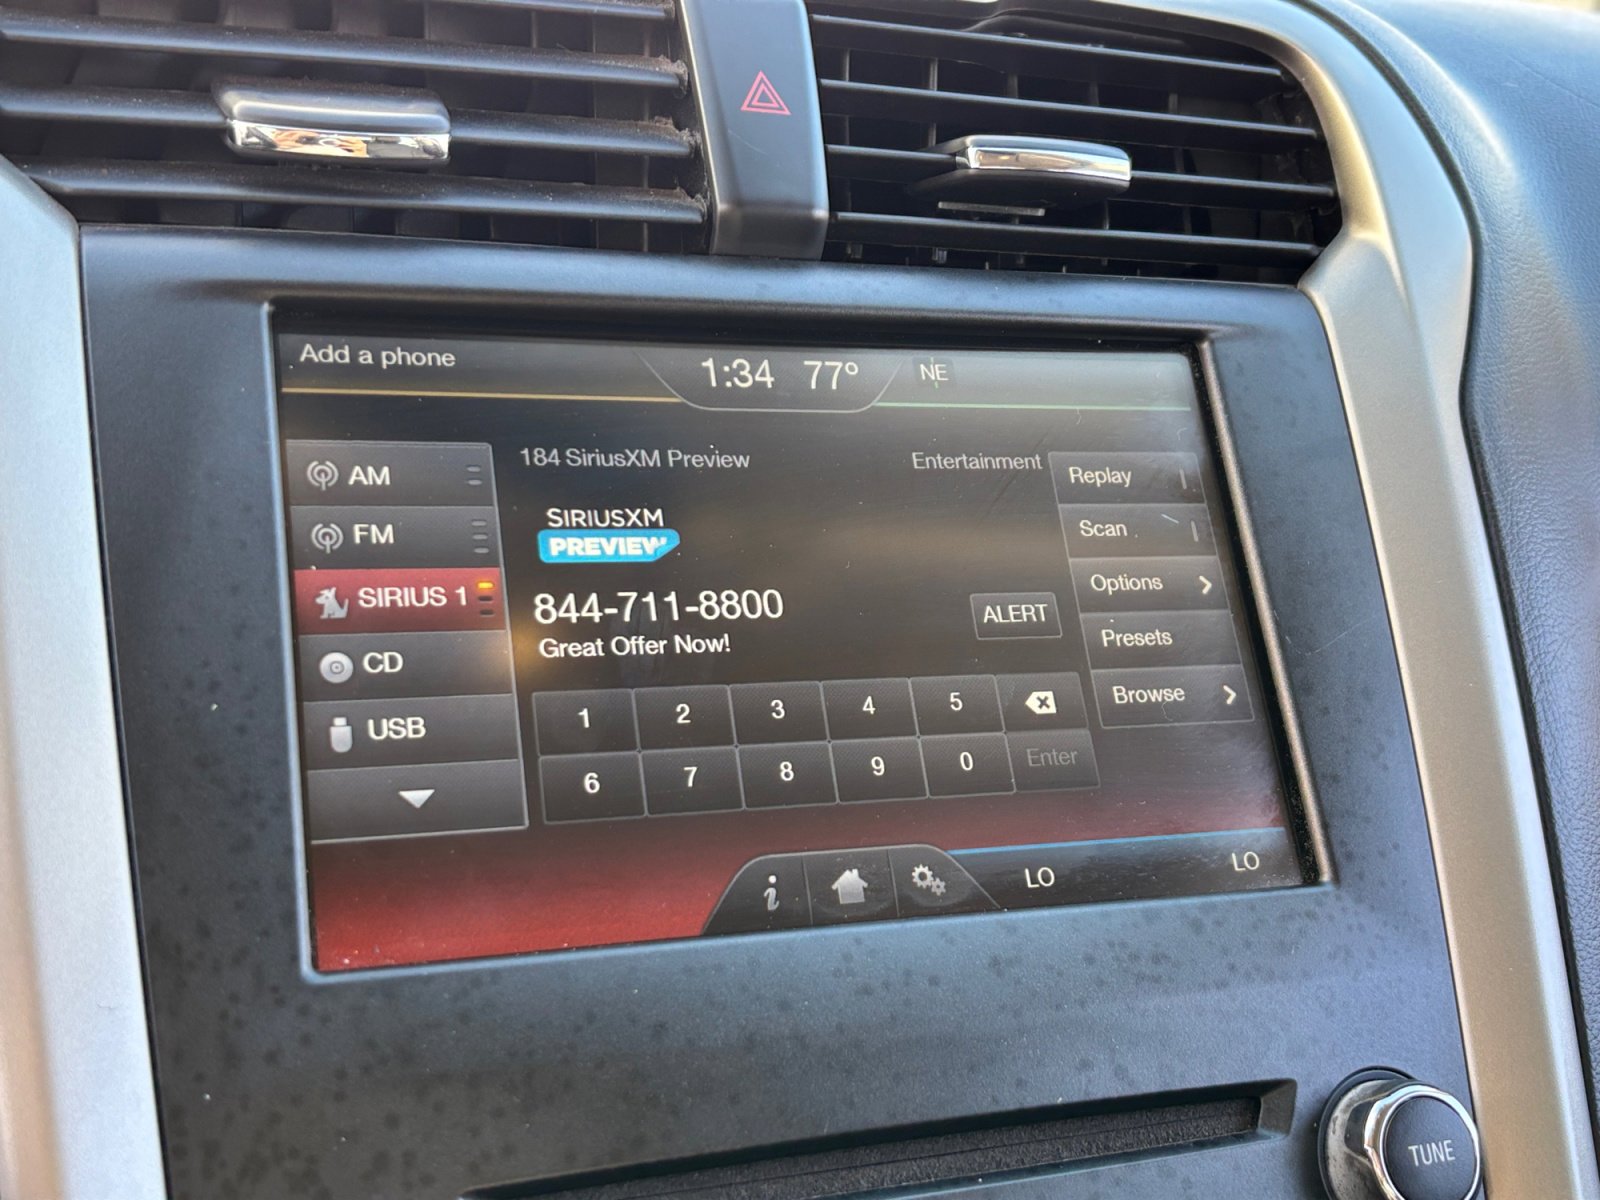 Add a phone
1:34 77°
NE
AM
FM
SIRIUS 1
CD
USB
184 SiriusXM Preview
Entertainment
SIRIUSXM
PREVIEW
844-711-8800
Great Offer Now!
ALERT
1 2 3 4 5
6 7 8 9 0 Enter
Replay
Scan
Options
Presets
Browse
i
LO
LO
TUNE